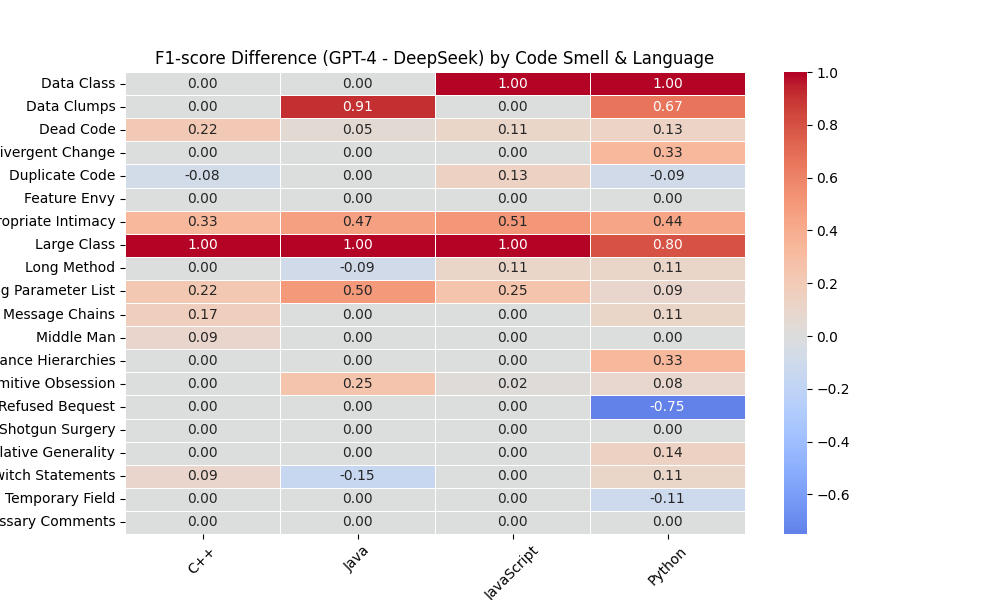 F1-score Difference (GPT-4 - DeepSeek) by Code Smell & Language
Data Class 0.00 0.00 1.00 1.00
Data Clumps 0.00 0.91 0.00 0.67
Dead Code 0.22 0.05 0.11 0.13
ivergent Change 0.00 0.00 0.00 0.33
Duplicate Code -0.08 0.00 0.13 -0.09
Feature Envy 0.00 0.00 0.00 0.00
ropriate Intimacy 0.33 0.47 0.51 0.44
Large Class 1.00 1.00 1.00 0.80
Long Method 0.00 -0.09 0.11 0.11
g Parameter List 0.22 0.50 0.25 0.09
Message Chains 0.17 0.00 0.00 0.11
Middle Man 0.09 0.00 0.00 0.00
ance Hierarchies 0.00 0.00 0.00 0.33
mitive Obsession 0.00 0.25 0.02 0.08
Refused Bequest 0.00 0.00 0.00 -0.75
Shotgun Surgery 0.00 0.00 0.00 0.00
lative Generality 0.00 0.00 0.00 0.14
witch Statements 0.09 -0.15 0.00 0.11
Temporary Field 0.00 0.00 0.00 -0.11
ssary Comments 0.00 0.00 0.00 0.00
C++ Java JavaScript Python
1.0
0.8
0.6
0.4
0.2
0.0
−0.2
−0.4
−0.6